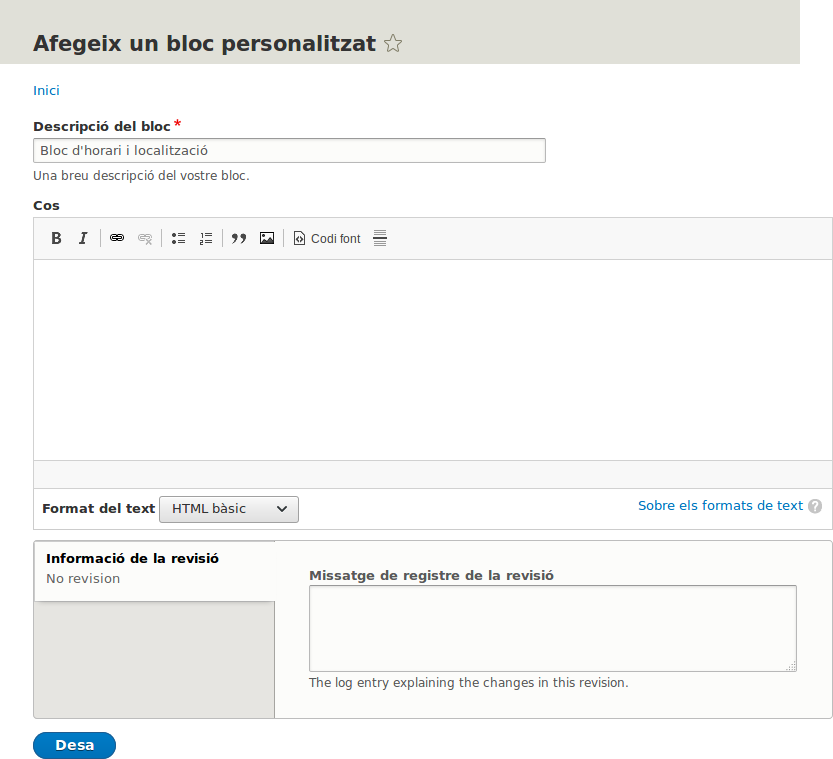 Afegeix un bloc personalitzat
Inici
Descripció del bloc*
Bloc d'horari i localització
Una breu descripció del vostre bloc.
Cos
B I Codi font
Format del text HTML bàsic Sobre els formats de text ?
Informació de la revisió
No revision
Missatge de registre de la revisió
The log entry explaining the changes in this revision.
Desa